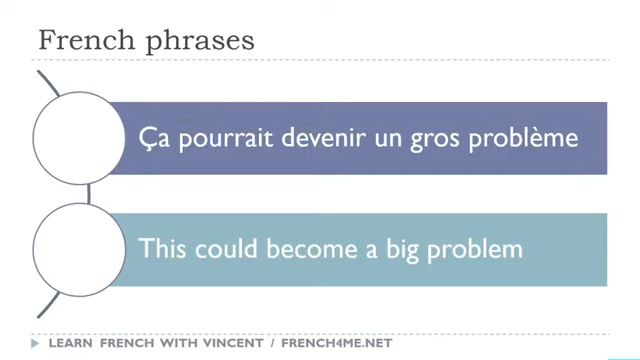 French phrases
Ça pourrait devenir un gros problème
This could become a big problem
LEARN FRENCH WITH VINCENT / FRENCH4ME.NET